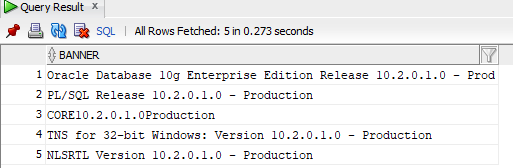 Query Result
SQL | All Rows Fetched: 5 in 0.273 seconds
BANNER
1 Oracle Database 10g Enterprise Edition Release 10.2.0.1.0 - Prod
2 PL/SQL Release 10.2.0.1.0 - Production
3 CORE10.2.0.1.0Production
4 TNS for 32-bit Windows: Version 10.2.0.1.0 - Production
5 NLSRTL Version 10.2.0.1.0 - Production